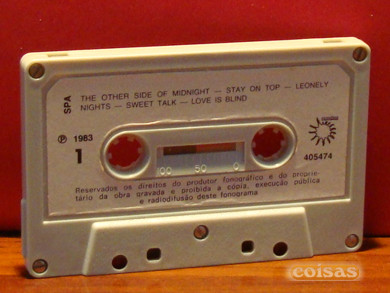 SPA
THE OTHER SIDE OF MIDNIGHT — STAY ON TOP — LEONELY
NIGHTS — SWEET TALK — LOVE IS BLIND
℗ 1983
1
405474
00 50 0
Reservados os direitos do produtor fonográfico e do proprie-
tário da obra gravada e proibida a cópia, execução pública
e radiodifusão deste fonograma
coisas